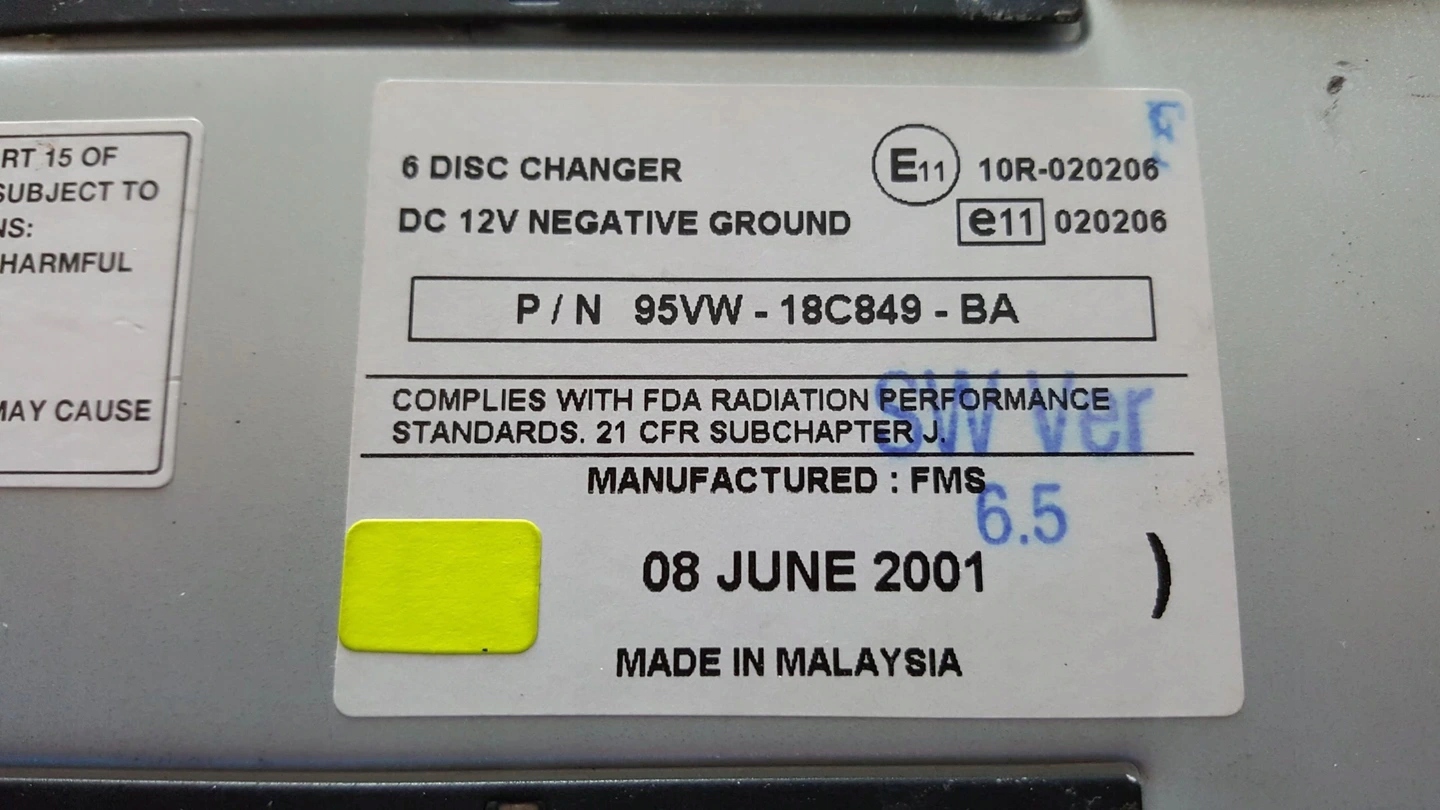 RT 15 OF
SUBJECT TO
NS:
HARMFUL
MAY CAUSE
6 DISC CHANGER
E11 10R-020206
DC 12V NEGATIVE GROUND
e11 020206
P / N 95VW - 18C849 - BA
COMPLIES WITH FDA RADIATION PERFORMANCE
STANDARDS. 21 CFR SUBCHAPTER J.
SW Ver
6.5
MANUFACTURED : FMS
08 JUNE 2001 )
MADE IN MALAYSIA